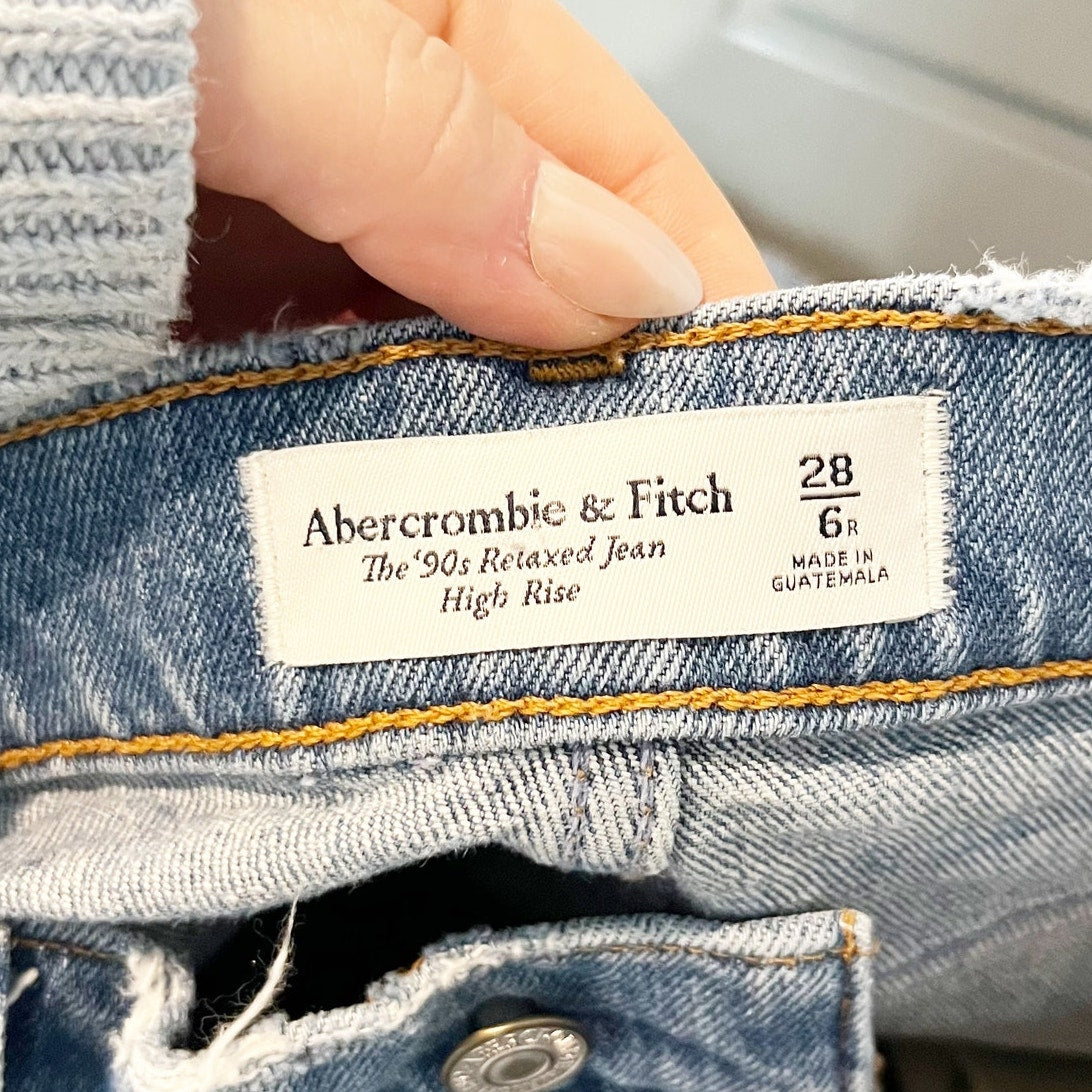 Abercrombie & Fitch
The '90s Relaxed Jean
High Rise
28
6R
MADE IN
GUATEMALA